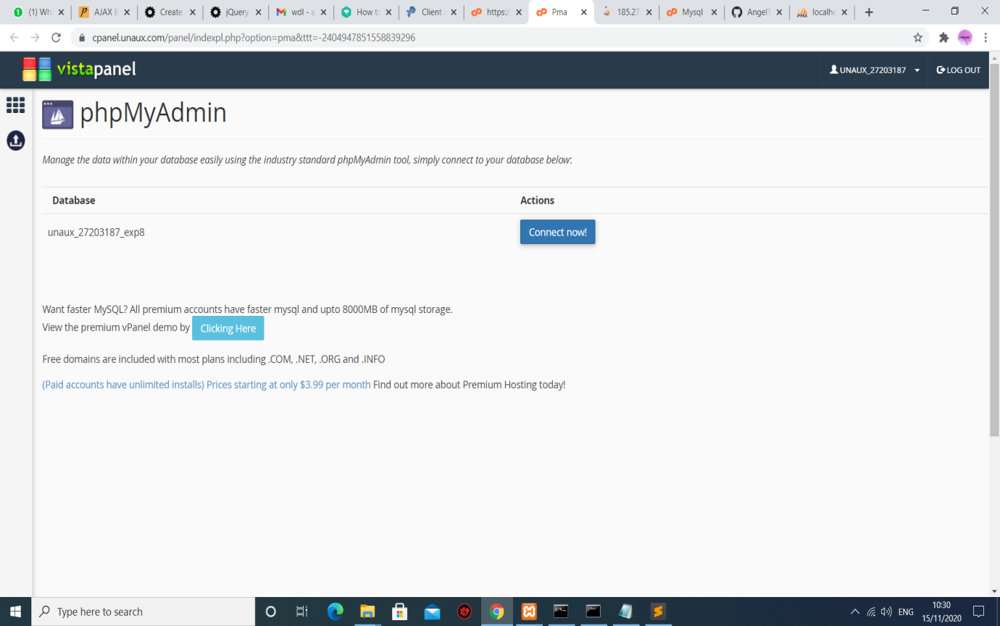 (1) Wh
AJAX E
Create
jQuery
wdl - a
How to
Client
https:/
Pma
185.27
Mysql
AngelT
localho
cpanel.unaux.com/panel/indexpl.php?option=pma&ttt=-2404947851558839296
vistapanel
UNAUX_27203187
LOG OUT
phpMyAdmin
Manage the data within your database easily using the industry standard phpMyAdmin tool, simply connect to your database below:
Database Actions
unaux_27203187_exp8 Connect now!
Want faster MySQL? All premium accounts have faster mysql and upto 8000MB of mysql storage.
View the premium vPanel demo by Clicking Here
Free domains are included with most plans including .COM, .NET, .ORG and .INFO
(Paid accounts have unlimited installs) Prices starting at only $3.99 per month Find out more about Premium Hosting today!
Type here to search
ENG
10:30
15/11/2020